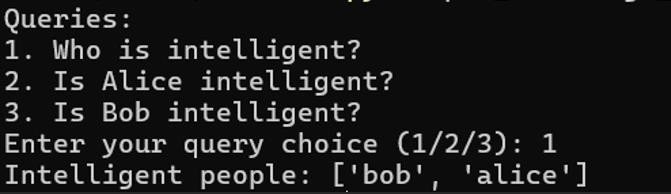 Queries:
1. Who is intelligent?
2. Is Alice intelligent?
3. Is Bob intelligent?
Enter your query choice (1/2/3): 1
Intelligent people: ['bob', 'alice']